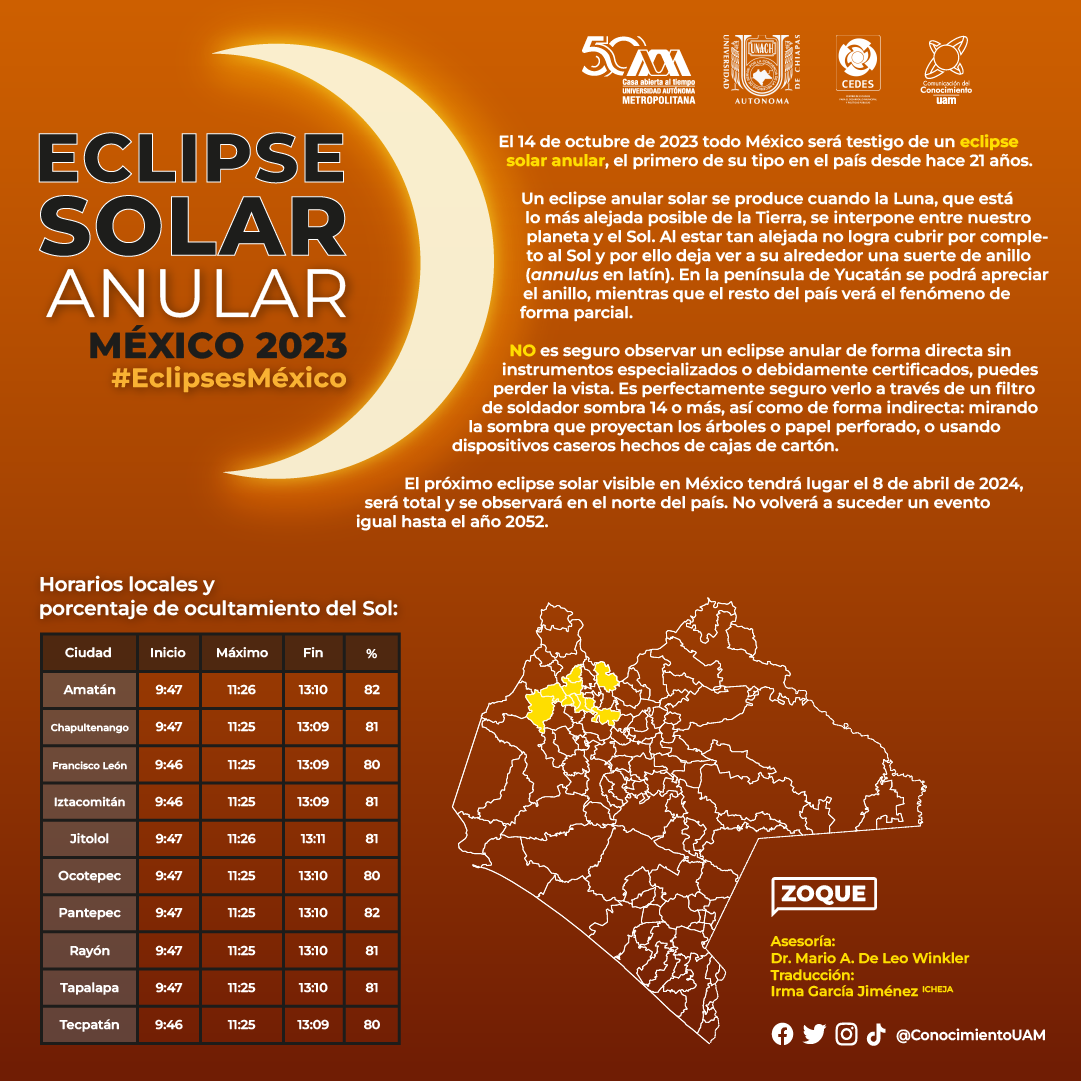 50 UAM
Casa abierta al tiempo
UNIVERSIDAD AUTÓNOMA
METROPOLITANA
UNIVERSIDAD
UNACH
DE CHIAPAS
AUTONOMA
CEDES
Comunicación del
Conocimiento
uam
ECLIPSE
SOLAR
ANULAR
MÉXICO 2023
#EclipsesMéxico
El 14 de octubre de 2023 todo México será testigo de un eclipse
solar anular, el primero de su tipo en el país desde hace 21 años.
Un eclipse anular solar se produce cuando la Luna, que está
lo más alejada posible de la Tierra, se interpone entre nuestro
planeta y el Sol. Al estar tan alejada no logra cubrir por comple-
to al Sol y por ello deja ver a su alrededor una suerte de anillo
(annulus en latín). En la península de Yucatán se podrá apreciar
el anillo, mientras que el resto del país verá el fenómeno de
forma parcial.
NO es seguro observar un eclipse anular de forma directa sin
instrumentos especializados o debidamente certificados, puedes
perder la vista. Es perfectamente seguro verlo a través de un filtro
de soldador sombra 14 o más, así como de forma indirecta: mirando
la sombra que proyectan los árboles o papel perforado, o usando
dispositivos caseros hechos de cajas de cartón.
El próximo eclipse solar visible en México tendrá lugar el 8 de abril de 2024,
será total y se observará en el norte del país. No volverá a suceder un evento
igual hasta el año 2052.
Horarios locales y
porcentaje de ocultamiento del Sol:
Ciudad Inicio Máximo Fin %
Amatán 9:47 11:26 13:10 82
Chapultenango 9:47 11:25 13:09 81
Francisco León 9:46 11:25 13:09 80
Iztacomitán 9:46 11:25 13:09 81
Jitolol 9:47 11:26 13:11 81
Ocotepec 9:47 11:25 13:10 80
Pantepec 9:47 11:25 13:10 82
Rayón 9:47 11:25 13:10 81
Tapalapa 9:47 11:25 13:10 81
Tecpatán 9:46 11:25 13:09 80
ZOQUE
Asesoría:
Dr. Mario A. De Leo Winkler
Traducción:
Irma García Jiménez ICHEJA
@ConocimientoUAM